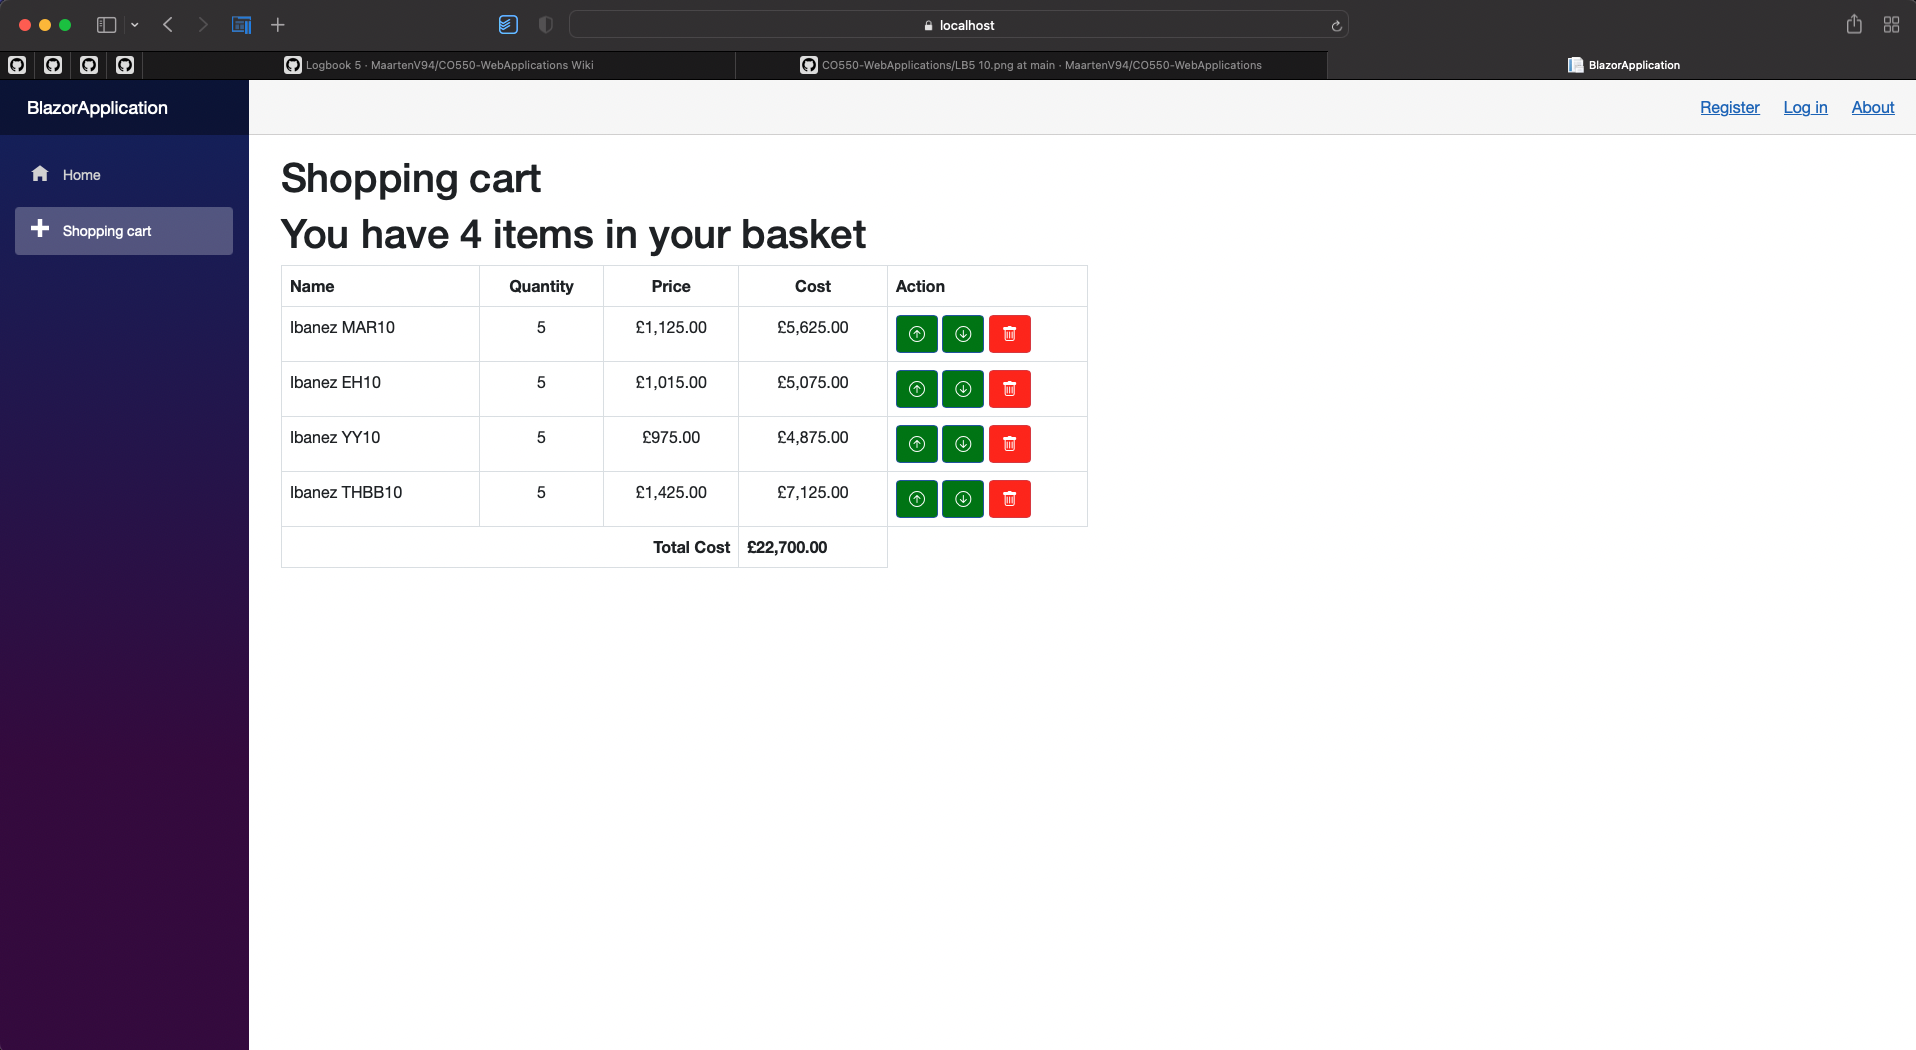 localhost
Logbook 5 · MaartenV94/CO550-WebApplications Wiki
CO550-WebApplications/LB5 10.png at main · MaartenV94/CO550-WebApplications
BlazorApplication
BlazorApplication
Register Log in About
Home
Shopping cart
Shopping cart
You have 4 items in your basket
Name Quantity Price Cost Action
Ibanez MAR10 5 £1,125.00 £5,625.00
Ibanez EH10 5 £1,015.00 £5,075.00
Ibanez YY10 5 £975.00 £4,875.00
Ibanez THBB10 5 £1,425.00 £7,125.00
Total Cost £22,700.00